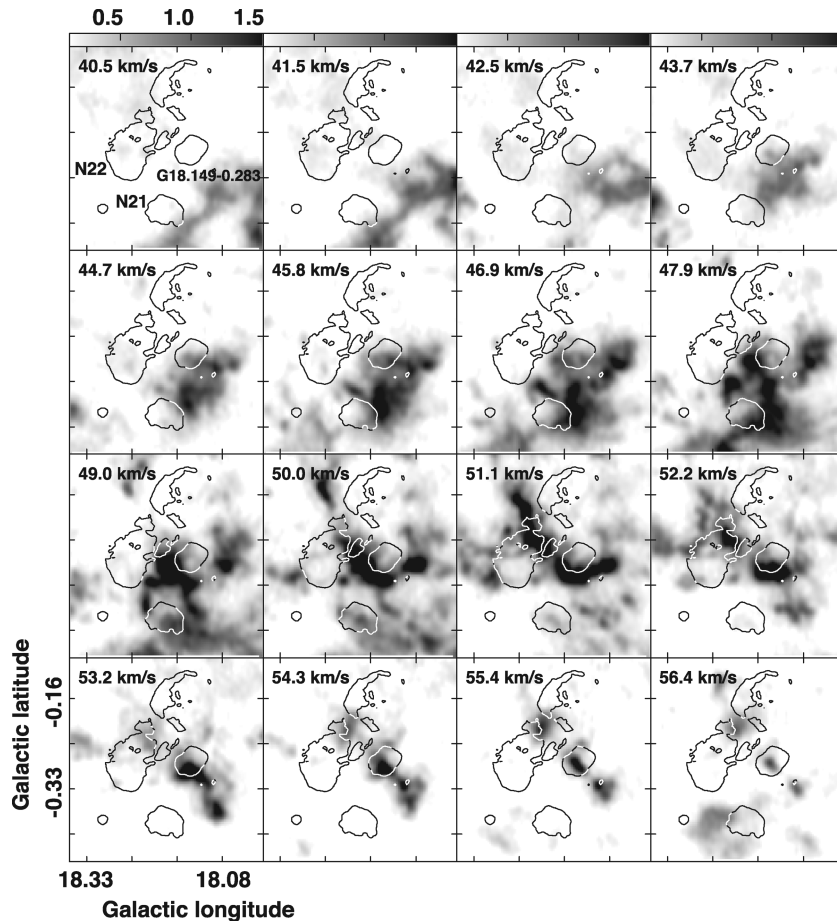 0.5 1.0 1.5
40.5 km/s 41.5 km/s 42.5 km/s 43.7 km/s
N22
G18.149-0.283
N21
44.7 km/s 45.8 km/s 46.9 km/s 47.9 km/s
49.0 km/s 50.0 km/s 51.1 km/s 52.2 km/s
53.2 km/s 54.3 km/s 55.4 km/s 56.4 km/s
Galactic latitude
-0.16
-0.33
18.33 18.08
Galactic longitude